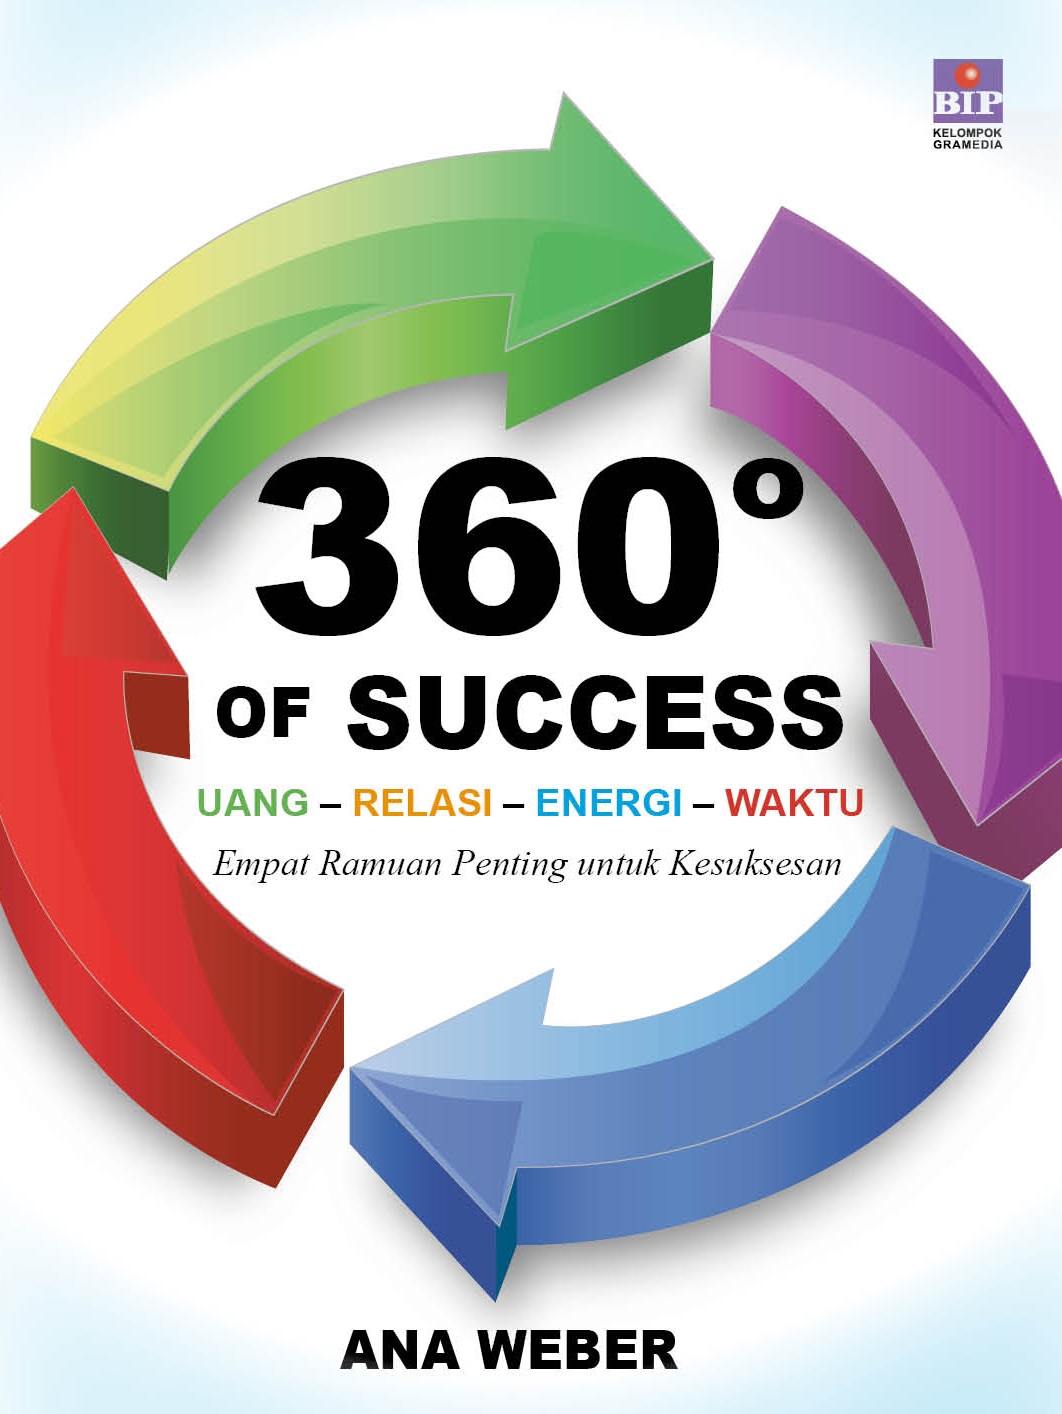 BIP
KELOMPOK
GRAMEDIA
360°
OF SUCCESS
UANG – RELASI – ENERGI – WAKTU
Empat Ramuan Penting untuk Kesuksesan
ANA WEBER